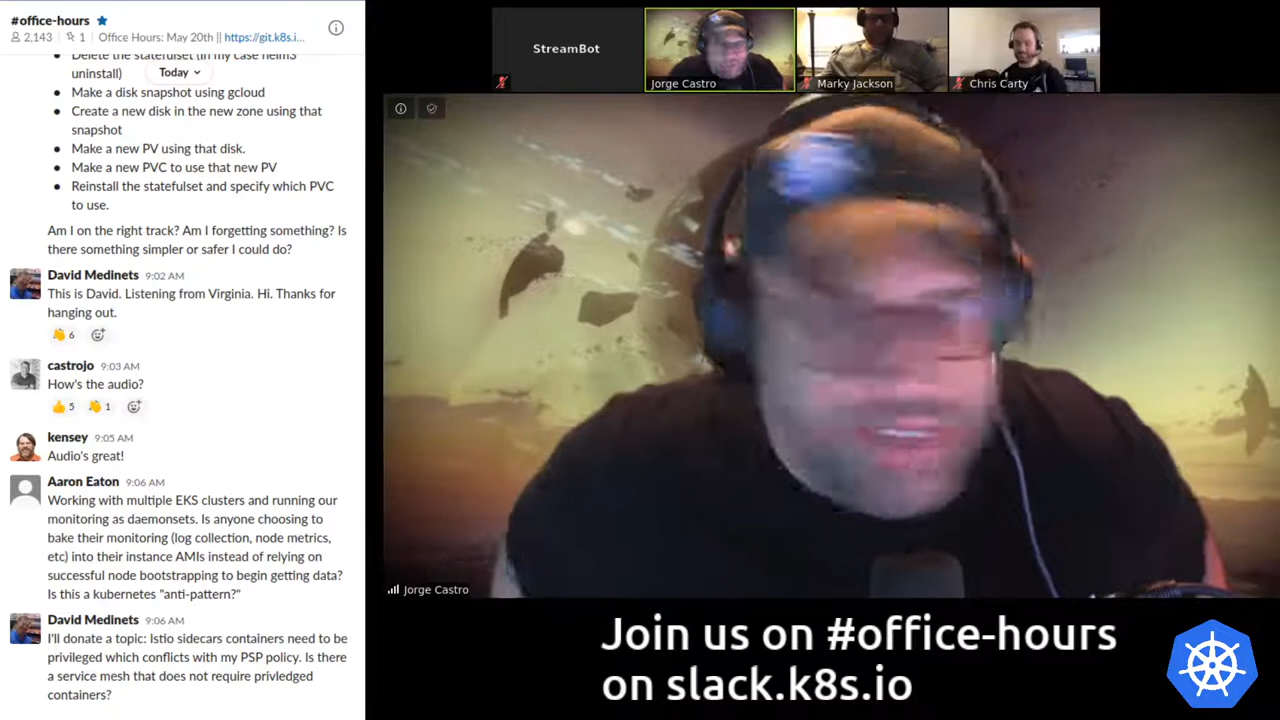 #office-hours
2,143 1 Office Hours: May 20th || https://git.k8s.i...
Delete the statefulset (in my case helm3
uninstall)
Today
Make a disk snapshot using gcloud
Create a new disk in the new zone using that
snapshot
Make a new PV using that disk.
Make a new PVC to use that new PV
Reinstall the statefulset and specify which PVC
to use.
Am I on the right track? Am I forgetting something? Is
there something simpler or safer I could do?
David Medinets 9:02 AM
This is David. Listening from Virginia. Hi. Thanks for
hanging out.
6
castrojo 9:03 AM
How's the audio?
5 1
kensey 9:05 AM
Audio's great!
Aaron Eaton 9:06 AM
Working with multiple EKS clusters and running our
monitoring as daemonsets. Is anyone choosing to
bake their monitoring (log collection, node metrics,
etc) into their instance AMIs instead of relying on
successful node bootstrapping to begin getting data?
Is this a kubernetes "anti-pattern?"
David Medinets 9:06 AM
I'll donate a topic: Istio sidecars containers need to be
privileged which conflicts with my PSP policy. Is there
a service mesh that does not require privledged
containers?
StreamBot
Jorge Castro
Marky Jackson
Chris Carty
Jorge Castro
Join us on #office-hours
on slack.k8s.io